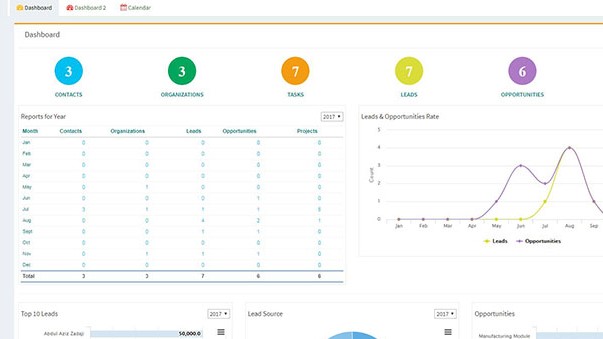 Dashboard Dashboard 2 Calendar
Dashboard
3 3 7 7 6
CONTACTS ORGANIZATIONS TASKS LEADS OPPORTUNITIES
Reports for Year 2017
Month Contacts Organizations Leads Opportunities Projects
Jan 0 0 0 0 0
Feb 0 0 0 0 0
Mar 0 0 0 0 0
Apr 0 0 0 0 0
May 0 1 0 0
Jun 0 0 0 1 0
Jul 3 1 1 1
Aug 0 0 4 2 1
Sept 0 0 1 1 0
Oct 0 0 0 0 0
Nov 0 1 1 1 0
Dec 0 0 0 0 0
Total 3 3 7 6
Leads & Opportunities Rate
5
4
3
2
1
0
Count
Jan Feb Mar Apr May Jun Jul Aug Sep
Leads Opportunities
Top 10 Leads 2017
Lead Source 2017
Opportunities
Abdul Aziz Zadap 50,000.0
Manufacturing Module